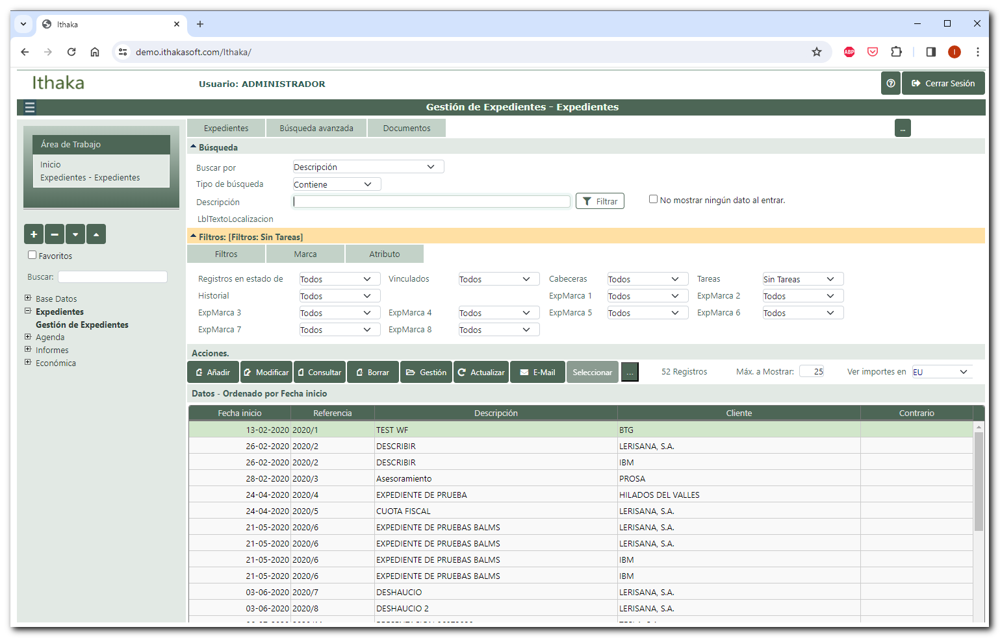 Ithaka
demo.ithakasoft.com/Ithaka/
ABP
I
Ithaka
Usuario: ADMINISTRADOR
Cerrar Sesión
Gestión de Expedientes - Expedientes
Área de Trabajo
Inicio
Expedientes - Expedientes
Favoritos
Buscar:
Base Datos
Expedientes
Gestión de Expedientes
Agenda
Informes
Económica
Expedientes Búsqueda avanzada Documentos ...
Búsqueda
Buscar por Descripción
Tipo de búsqueda Contiene
Descripción Filtrar No mostrar ningún dato al entrar.
LblTextoLocalizacion
Filtros: [Filtros: Sin Tareas]
Filtros Marca Atributo
Registros en estado de Todos Vinculados Todos Cabeceras Todos Tareas Sin Tareas
Historial Todos ExpMarca 1 Todos ExpMarca 2 Todos
ExpMarca 3 Todos ExpMarca 4 Todos ExpMarca 5 Todos ExpMarca 6 Todos
ExpMarca 7 Todos ExpMarca 8 Todos
Acciones.
Añadir Modificar Consultar Borrar Gestión Actualizar E-Mail Seleccionar ... 52 Registros Máx. a Mostrar: 25 Ver importes en EU
Datos - Ordenado por Fecha inicio
Fecha inicio Referencia Descripción Cliente Contrario
13-02-2020 2020/1 TEST WF BTG
26-02-2020 2020/2 DESCRIBIR LERISANA, S.A.
26-02-2020 2020/2 DESCRIBIR IBM
28-02-2020 2020/3 Asesoramiento PROSA
24-04-2020 2020/4 EXPEDIENTE DE PRUEBA HILADOS DEL VALLES
24-04-2020 2020/5 CUOTA FISCAL LERISANA, S.A.
21-05-2020 2020/6 EXPEDIENTE DE PRUEBAS BALMS LERISANA, S.A.
21-05-2020 2020/6 EXPEDIENTE DE PRUEBAS BALMS LERISANA, S.A.
21-05-2020 2020/6 EXPEDIENTE DE PRUEBAS BALMS IBM
21-05-2020 2020/6 EXPEDIENTE DE PRUEBAS BALMS IBM
03-06-2020 2020/7 DESHAUCIO LERISANA, S.A.
03-06-2020 2020/8 DESHAUCIO 2 LERISANA, S.A.